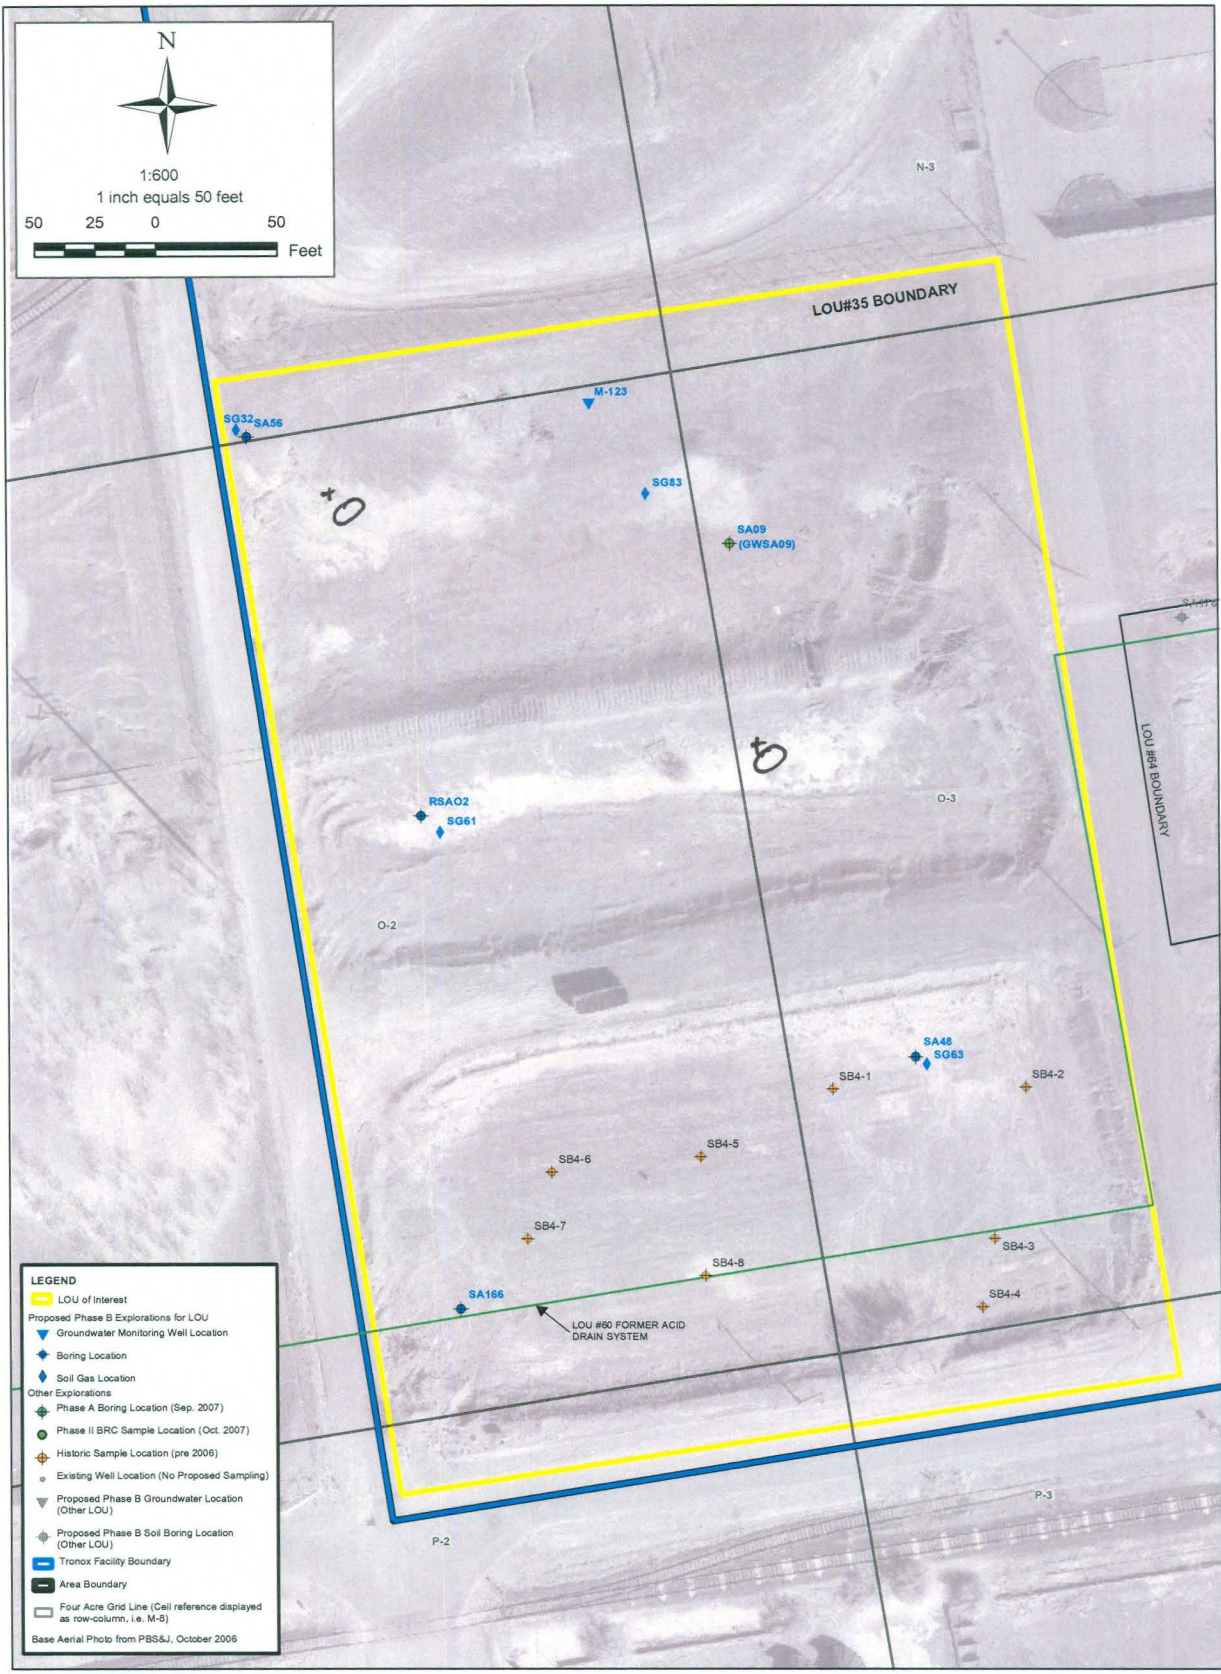 N
1:600
1 inch equals 50 feet
50 25 0 50
Feet
N-3
LOU#35 BOUNDARY
M-123
SG32 SA56
SG83
SA09
(GWSA09)
SA176
LOU #64 BOUNDARY
RSAO2
SG61
O-3
O-2
SA48
SG63
SB4-1
SB4-2
SB4-5
SB4-6
SB4-7
SB4-3
SB4-8
SB4-4
SA166
LOU #60 FORMER ACID
DRAIN SYSTEM
P-3
P-2
LEGEND
LOU of Interest
Proposed Phase B Explorations for LOU
Groundwater Monitoring Well Location
Boring Location
Soil Gas Location
Other Explorations
Phase A Boring Location (Sep. 2007)
Phase II BRC Sample Location (Oct. 2007)
Historic Sample Location (pre 2006)
Existing Well Location (No Proposed Sampling)
Proposed Phase B Groundwater Location
(Other LOU)
Proposed Phase B Soil Boring Location
(Other LOU)
Tronox Facility Boundary
Area Boundary
Four Acre Grid Line (Cell reference displayed
as row-column, i.e. M-8)
Base Aerial Photo from PBS&J, October 2006